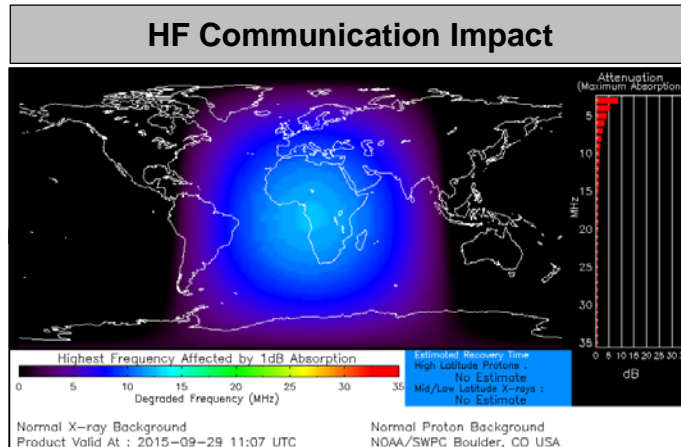 HF Communication Impact
Attenuation
(Maximum Absorption)
5
10
15
20
25
30
35
MHz
0 5 10 15 20 25 30 3
dB
Highest Frequency Affected by 1dB Absorption
0 5 10 15 20 25 30 35
Degraded Frequency (MHz)
Estimated Recovery Time
High Latitude Protons :
No Estimate
Mid/Low Latitude X-rays :
No Estimate
Normal X-ray Background
Product Valid At : 2015-09-29 11:07 UTC
Normal Proton Background
NOAA/SWPC Boulder, CO USA